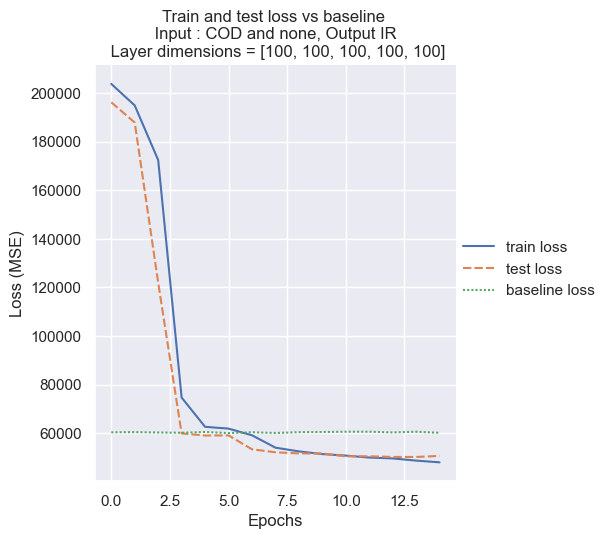 Train and test loss vs baseline
Input : COD and none, Output IR
Layer dimensions = [100, 100, 100, 100, 100]
200000
180000
160000
140000
120000
100000
80000
60000
Loss (MSE)
0.0 2.5 5.0 7.5 10.0 12.5
Epochs
train loss
test loss
baseline loss